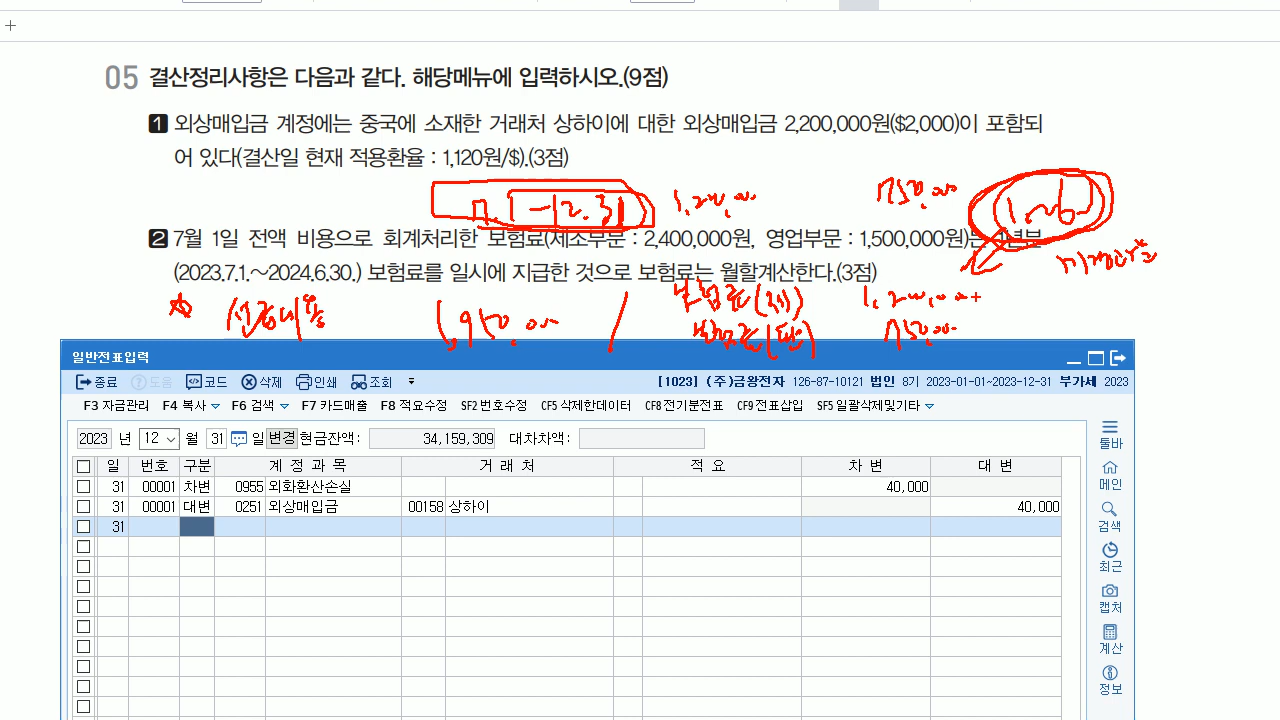 05 결산정리사항은 다음과 같다. 해당메뉴에 입력하시오.(9점)
1 외상매입금 계정에는 중국에 소재한 거래처 상하이에 대한 외상매입금 2,200,000원($2,000)이 포함되
어 있다(결산일 현재 적용환율 : 1,120원/$).(3점)
7.1-12.31
1~6
2 7월 1일 전액 비용으로 회계처리한 보험료(제조부문 : 2,400,000원, 영업부문 : 1,500,000원)는
(2023.7.1.~2024.6.30.) 보험료를 일시에 지급한 것으로 보험료는 월할계산한다.(3점)
선급비용
보험료(제)
보험료(판)
일반전표입력
종료 도움 코드 삭제 인쇄 조회 [1023] (주)금왕전자 126-87-10121 법인 8기 2023-01-01~2023-12-31 부가세 2023
F3 자금관리 F4 복사 F6 검색 F7 카드매출 F8 적요수정 SF2 번호수정 CF5 삭제한데이터 CF8 전기분전표 CF9 전표삽입 SF5 일괄삭제및기타
2023 년 12 월 31 일 변경 현금잔액: 34,159,309 대차차액:
일 번호 구분 계 정 과 목 거 래 처 적 요 차 변 대 변
31 00001 차변 0955 외화환산손실 40,000
31 00001 대변 0251 외상매입금 00158 상하이 40,000
31
툴바
메인
검색
최근
캡처
계산
정보